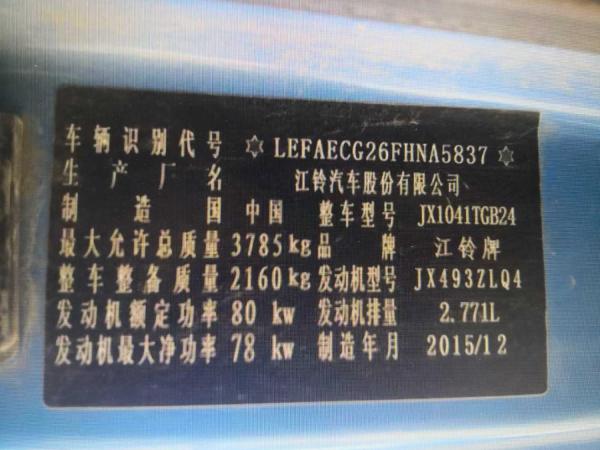 车辆识别代号 ✡ LEFAECG26FHNA5837 ✡
生产厂名 江铃汽车股份有限公司
制造国 中国 整车型号 JX1041TGB24
最大允许总质量 3785kg 品牌 江铃牌
整车整备质量 2160kg 发动机型号 JX493ZLQ4
发动机额定功率 80 kw 发动机排量 2.771L
发动机最大净功率 78 kw 制造年月 2015/12